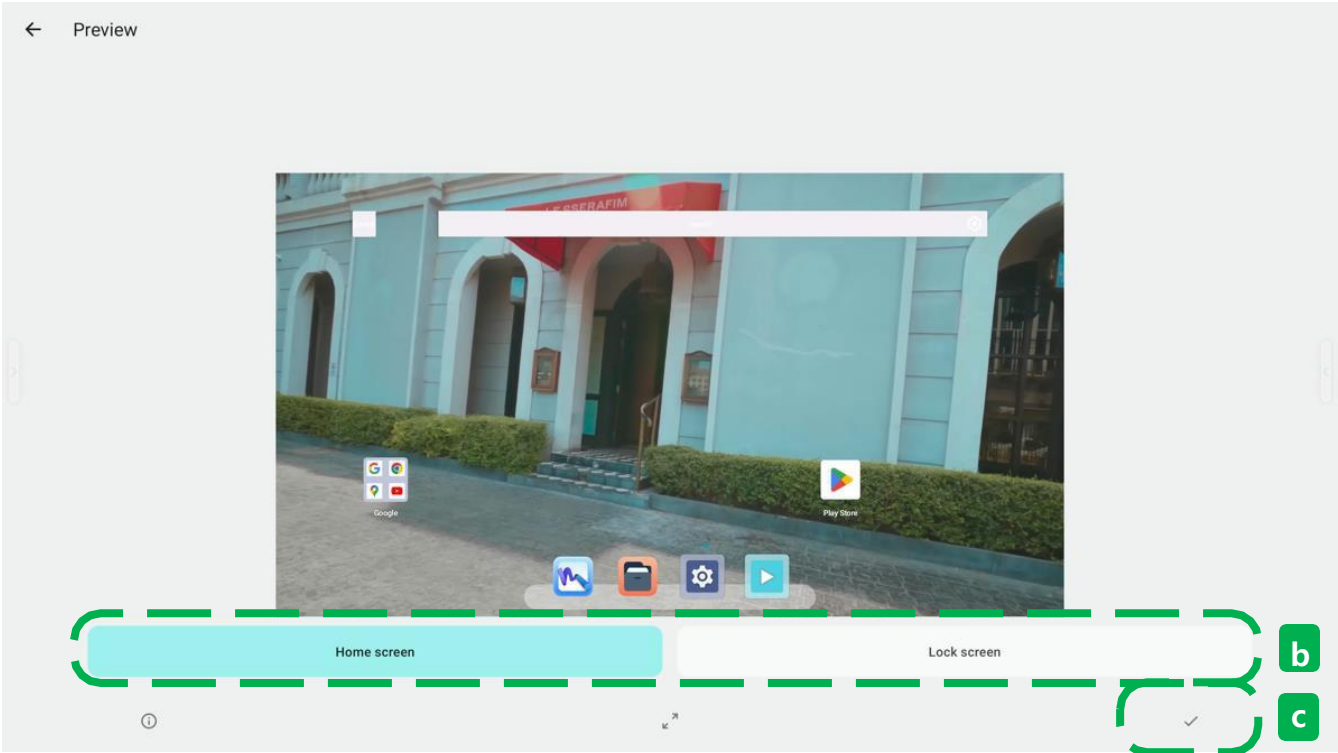 Preview
LE SSERAFIM
Google
Play Store
Home screen
Lock screen
b
c